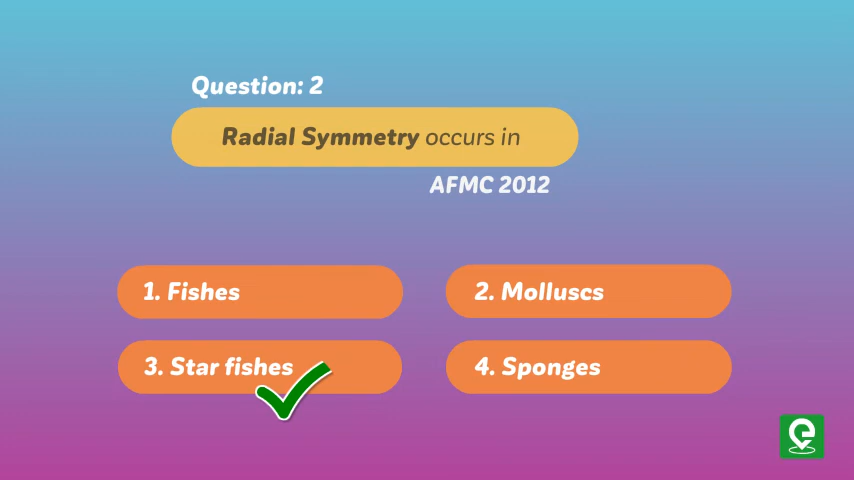 Question: 2
Radial Symmetry occurs in
AFMC 2012
1. Fishes
2. Molluscs
3. Star fishes
4. Sponges